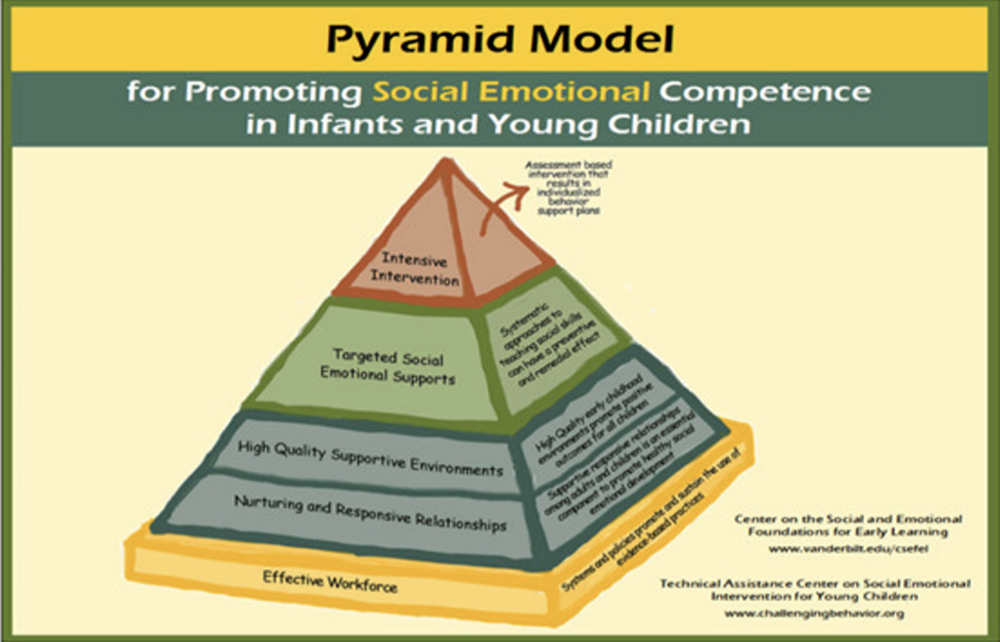 Pyramid Model
for Promoting Social Emotional Competence
in Infants and Young Children
Assessment based
intervention that
results in
individualized
behavior
support plans
Intensive
Intervention
Systematic
approaches to
teaching social skills
can have a preventive
and remedial effect
Targeted Social
Emotional Supports
High Quality early childhood
environments promote positive
outcomes for all children
High Quality Supportive Environments
Supportive responsive relationships
among adults and children is an essential
component to promote healthy social
emotional development
Nurturing and Responsive Relationships
Systems and policies promote and sustain the use of
evidence-based practices
Effective Workforce
Center on the Social and Emotional
Foundations for Early Learning
www.vanderbilt.edu/csefel
Technical Assistance Center on Social Emotional
Intervention for Young Children
www.challengingbehavior.org